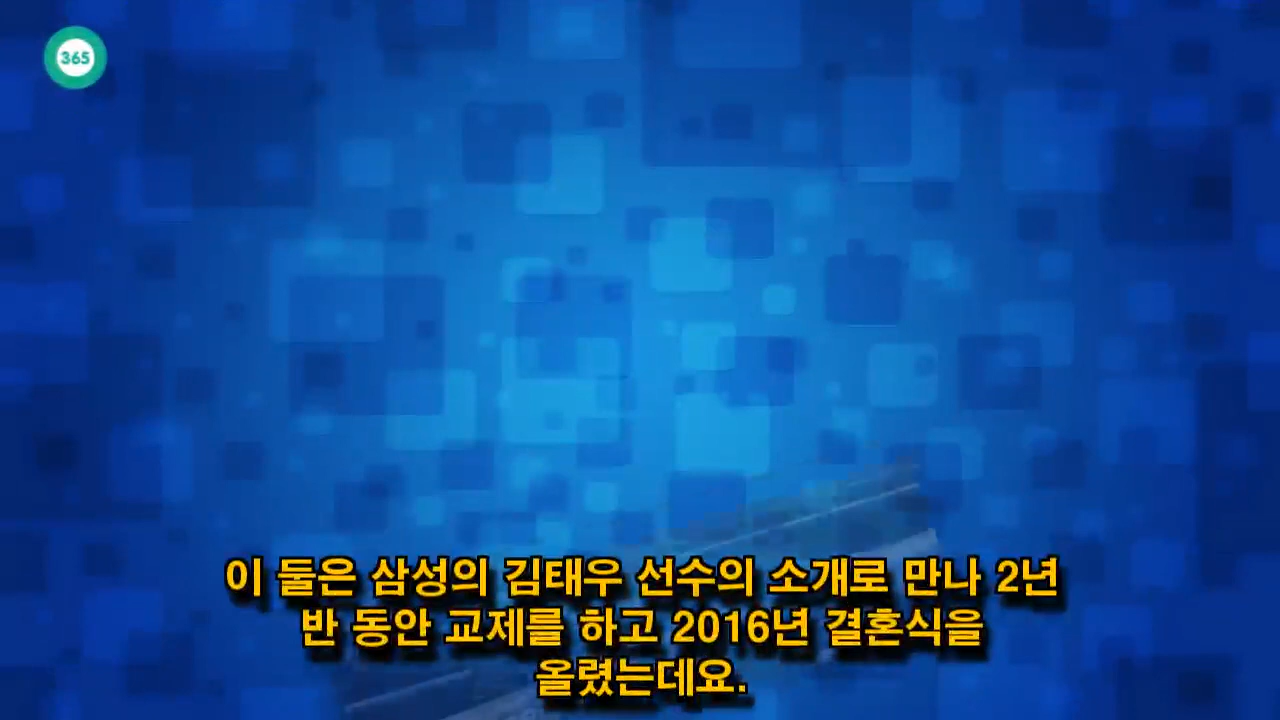 365
이 둘은 삼성의 김태우 선수의 소개로 만나 2년
반 동안 교제를 하고 2016년 결혼식을
올렸는데요.